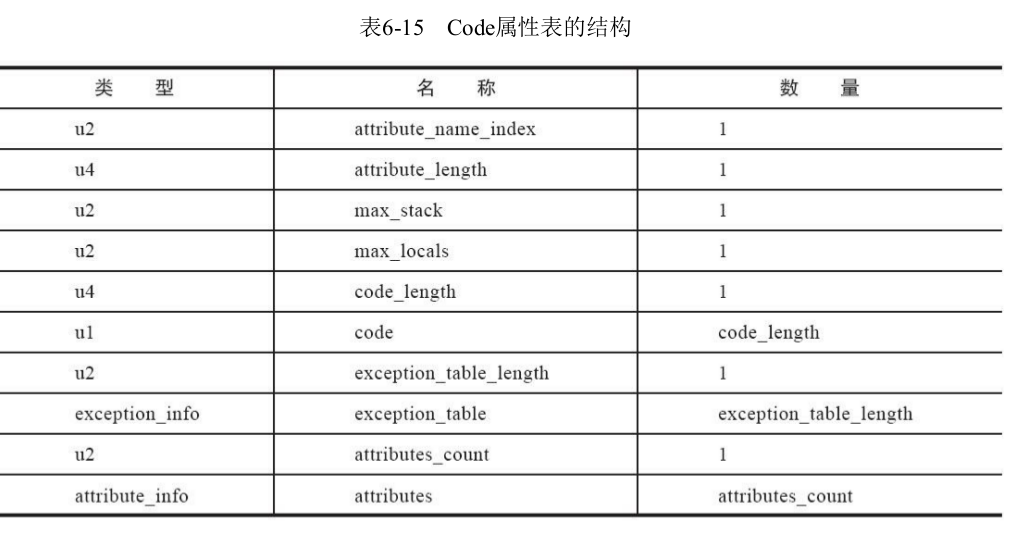 表6-15 Code属性表的结构
类 型 名 称 数 量
u2 attribute_name_index 1
u4 attribute_length 1
u2 max_stack 1
u2 max_locals 1
u4 code_length 1
u1 code code_length
u2 exception_table_length 1
exception_info exception_table exception_table_length
u2 attributes_count 1
attribute_info attributes attributes_count